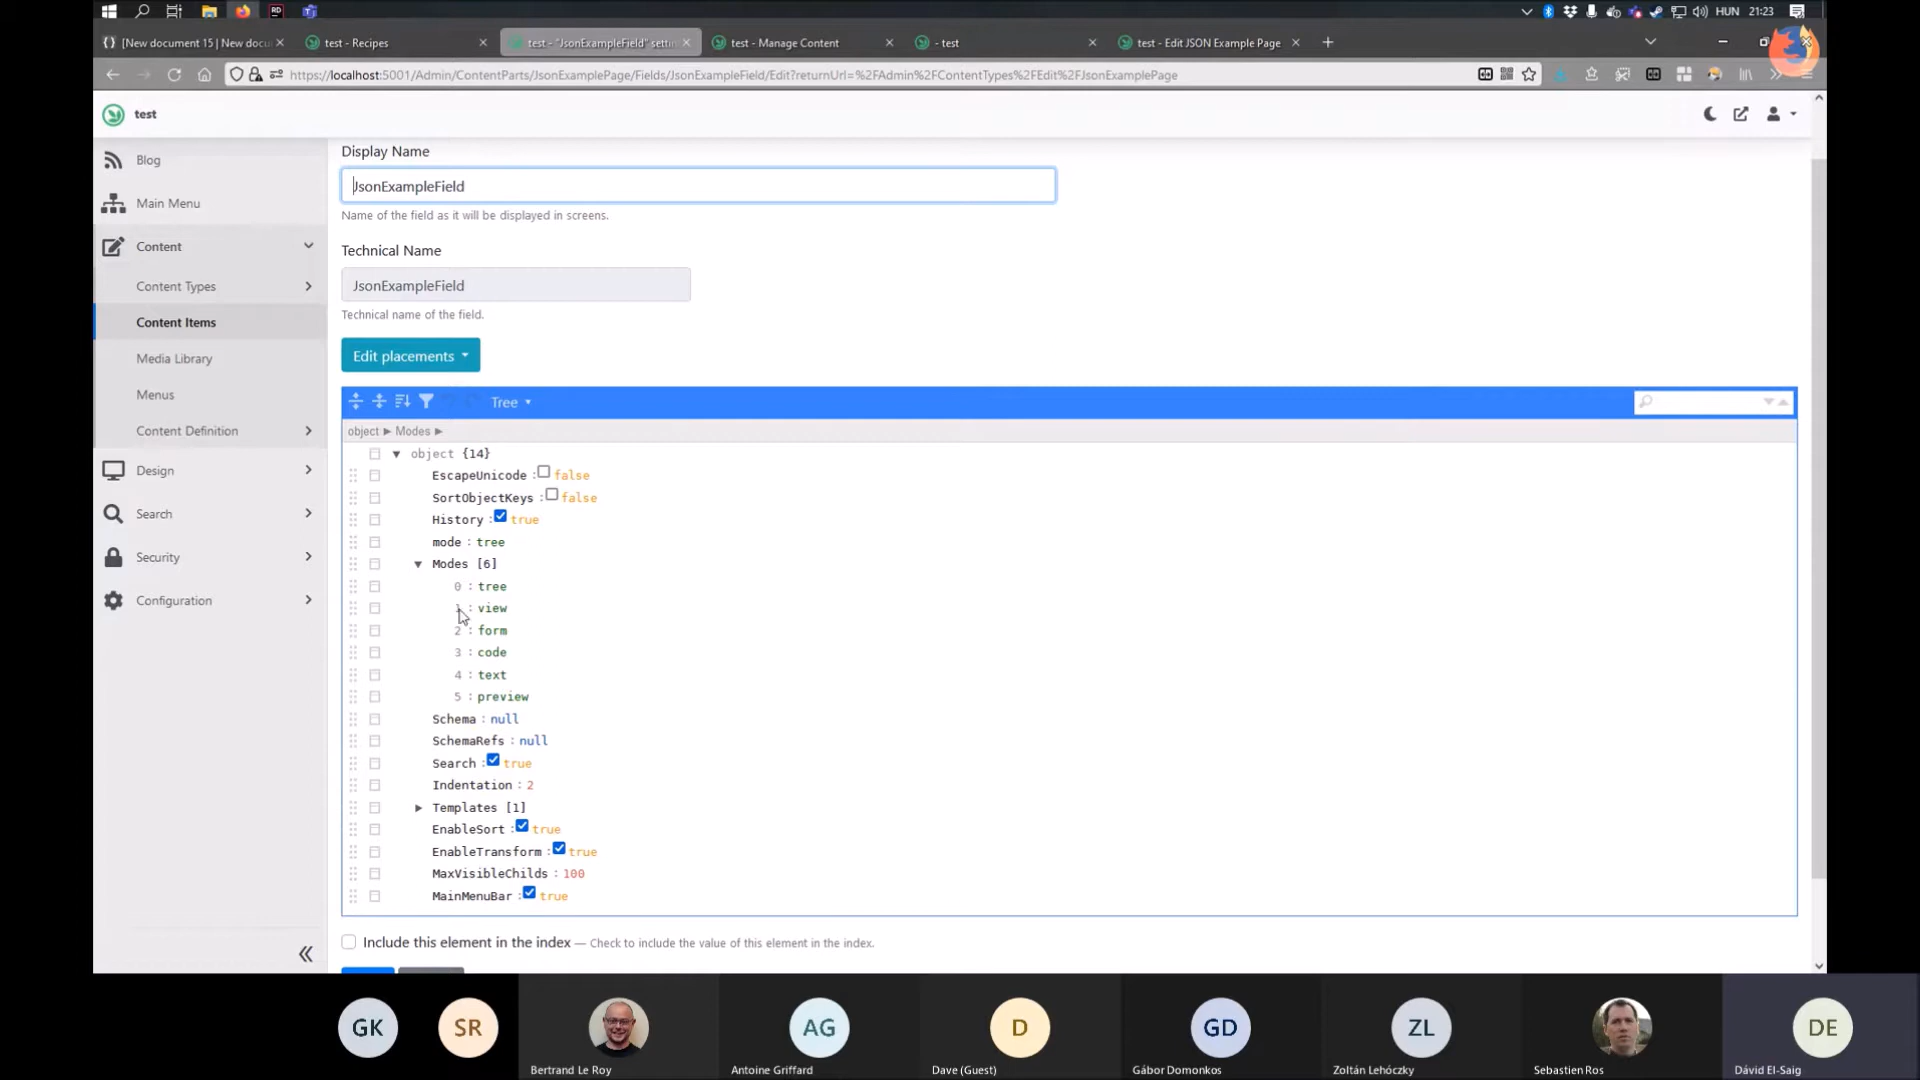 HUN 21:23
[New document 15 | New docu
test - Recipes
test - "JsonExampleField" settin
test - Manage Content
- test
test - Edit JSON Example Page
https://localhost:5001/Admin/ContentParts/JsonExamplePage/Fields/JsonExampleField/Edit?returnUrl=%2FAdmin%2FContentTypes%2FEdit%2FJsonExamplePage
test
Blog
Main Menu
Content
Content Types
Content Items
Media Library
Menus
Content Definition
Design
Search
Security
Configuration
Display Name
JsonExampleField
Name of the field as it will be displayed in screens.
Technical Name
JsonExampleField
Technical name of the field.
Edit placements
Tree
object ► Modes ►
object {14}
EscapeUnicode : false
SortObjectKeys : false
History : true
mode : tree
Modes [6]
0 : tree
: view
2 : form
3 : code
4 : text
5 : preview
Schema : null
SchemaRefs : null
Search : true
Indentation : 2
Templates [1]
EnableSort : true
EnableTransform : true
MaxVisibleChilds : 100
MainMenuBar : true
Include this element in the index — Check to include the value of this element in the index.
GK
SR
Bertrand Le Roy
AG
Antoine Griffard
D
Dave (Guest)
GD
Gábor Domonkos
ZL
Zoltán Lehóczky
Sebastien Ros
DE
Dávid El-Saig